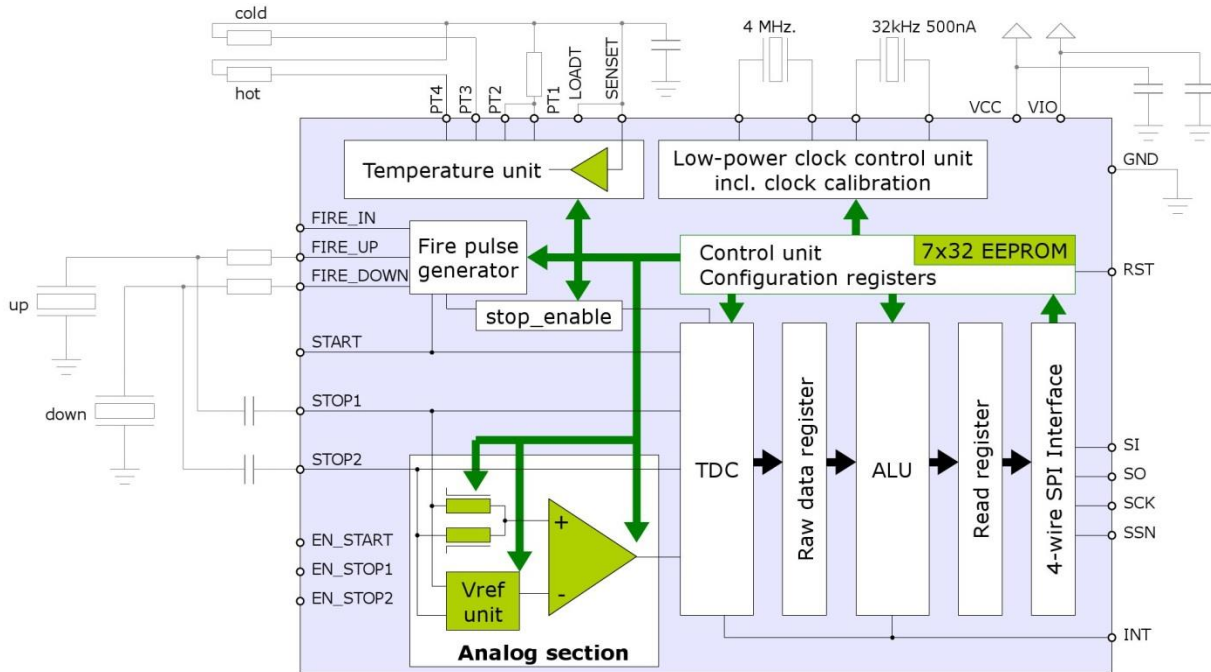 cold
hot
4 MHz.
32kHz 500nA
PT4
PT3
PT2
PT1
LOADT
SENSET
VCC
VIO
GND
Temperature unit
Low-power clock control unit
incl. clock calibration
FIRE_IN
FIRE_UP
FIRE_DOWN
Fire pulse
generator
Control unit
Configuration registers
7x32 EEPROM
RST
up
stop_enable
START
down
STOP1
STOP2
TDC
Raw data register
ALU
Read register
4-wire SPI Interface
SI
SO
SCK
SSN
EN_START
EN_STOP1
EN_STOP2
+
-
Vref
unit
Analog section
INT